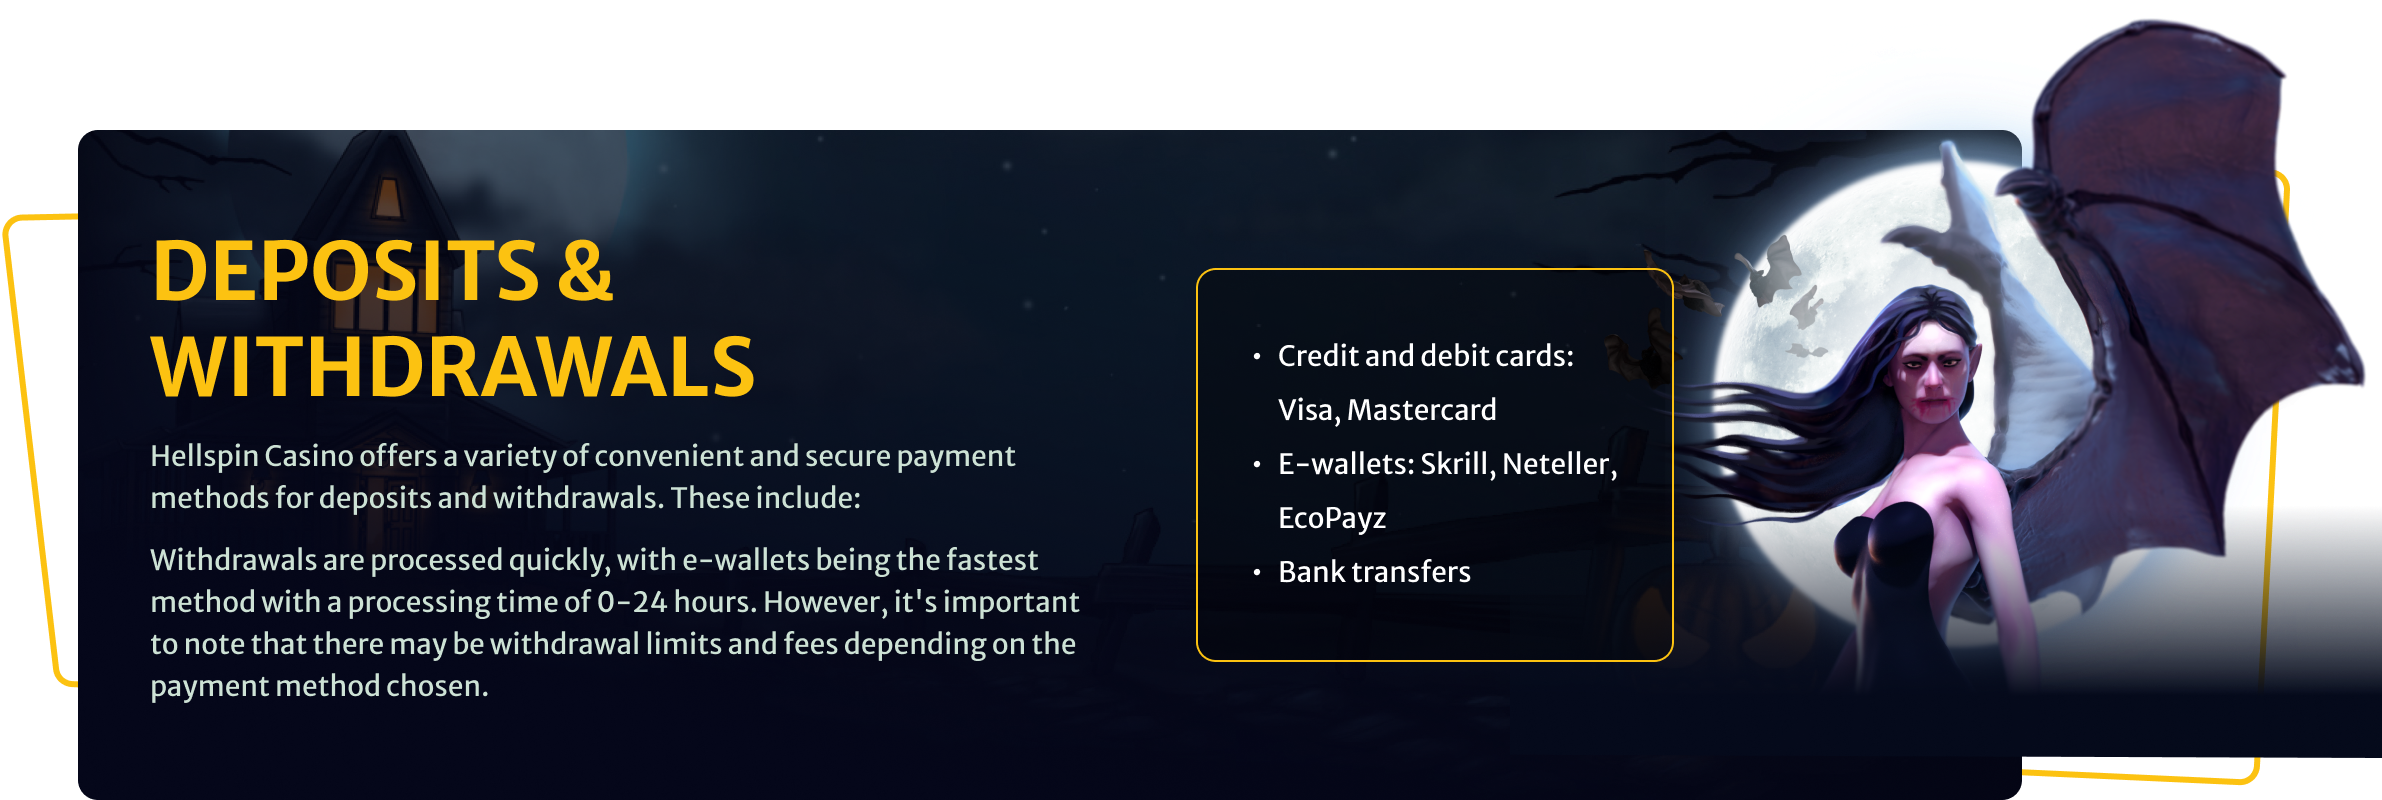 DEPOSITS &
WITHDRAWALS
Hellspin Casino offers a variety of convenient and secure payment
methods for deposits and withdrawals. These include:
Withdrawals are processed quickly, with e-wallets being the fastest
method with a processing time of 0-24 hours. However, it's important
to note that there may be withdrawal limits and fees depending on the
payment method chosen.
• Credit and debit cards:
Visa, Mastercard
• E-wallets: Skrill, Neteller,
EcoPayz
• Bank transfers